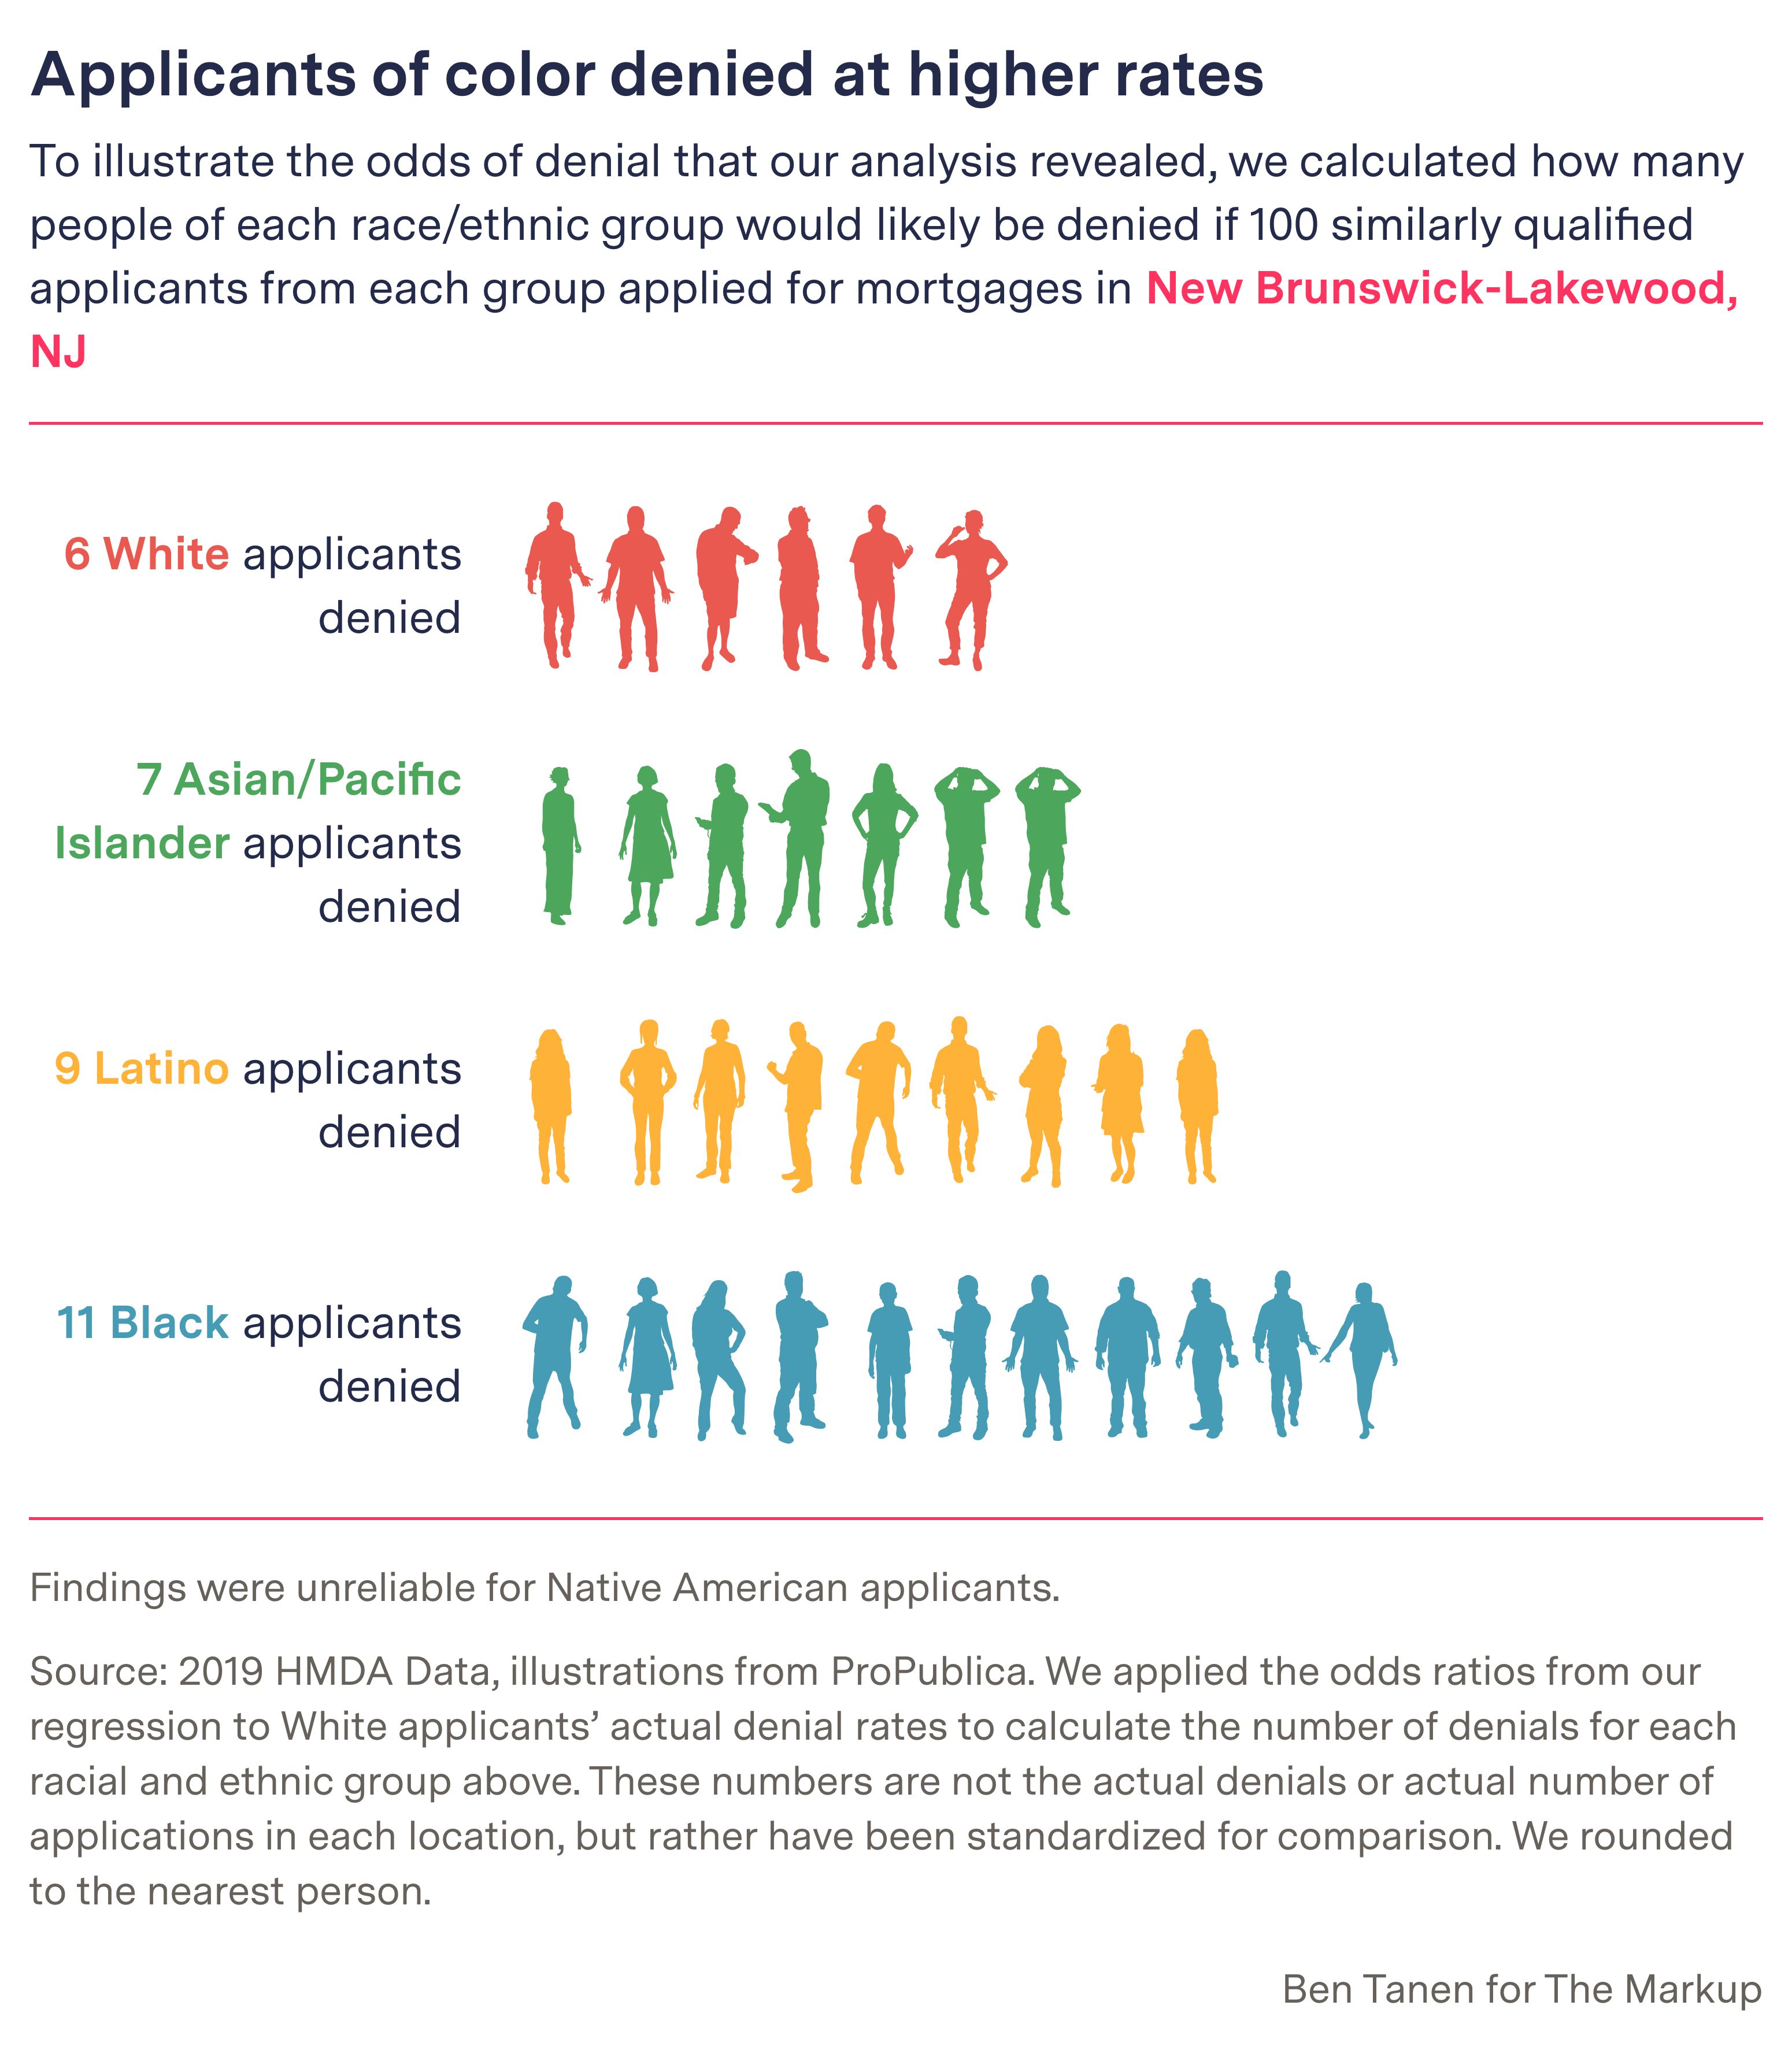 Applicants of color denied at higher rates
To illustrate the odds of denial that our analysis revealed, we calculated how many
people of each race/ethnic group would likely be denied if 100 similarly qualified
applicants from each group applied for mortgages in New Brunswick-Lakewood,
NJ
6 White applicants
denied
7 Asian/Pacific
Islander applicants
denied
9 Latino applicants
denied
11 Black applicants
denied
Findings were unreliable for Native American applicants.
Source: 2019 HMDA Data, illustrations from ProPublica. We applied the odds ratios from our
regression to White applicants’ actual denial rates to calculate the number of denials for each
racial and ethnic group above. These numbers are not the actual denials or actual number of
applications in each location, but rather have been standardized for comparison. We rounded
to the nearest person.
Ben Tanen for The Markup